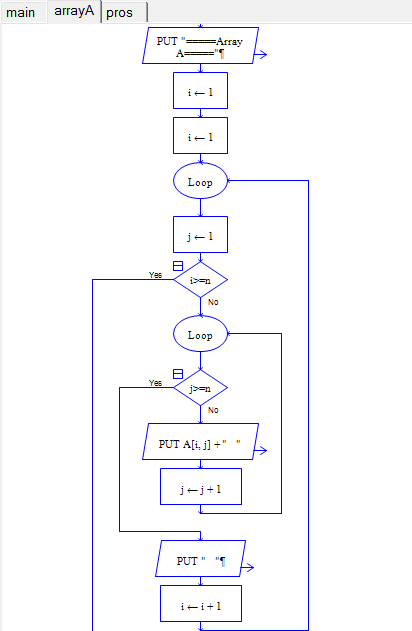 main arrayA pros
PUT "=====Array
A====="¶
i ← 1
i ← 1
Loop
j ← 1
i>=n
Yes
No
Loop
j>=n
Yes
No
PUT A[i, j] + "   "
j ← j + 1
PUT "   "¶
i ← i + 1